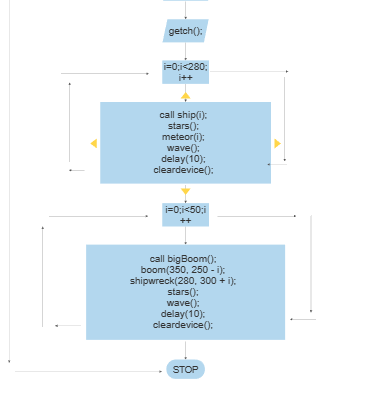 getch();
i=0;i<280;
i++
call ship(i);
stars();
meteor(i);
wave();
delay(10);
cleardevice();
i=0;i<50;i
++
call bigBoom();
boom(350, 250 - i);
shipwreck(280, 300 + i);
stars();
wave();
delay(10);
cleardevice();
STOP